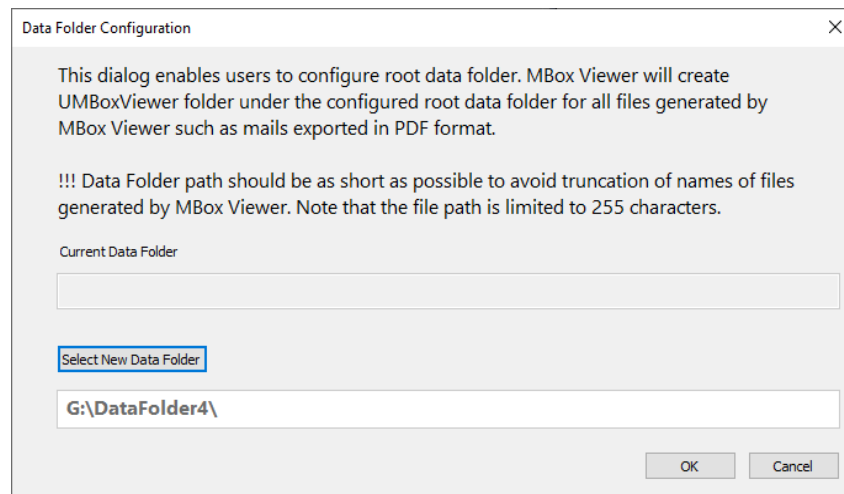 Data Folder Configuration
This dialog enables users to configure root data folder. MBox Viewer will create
UMBoxViewer folder under the configured root data folder for all files generated by
MBox Viewer such as mails exported in PDF format.
!!! Data Folder path should be as short as possible to avoid truncation of names of files
generated by MBox Viewer. Note that the file path is limited to 255 characters.
Current Data Folder
Select New Data Folder
G:\DataFolder4\
OK Cancel